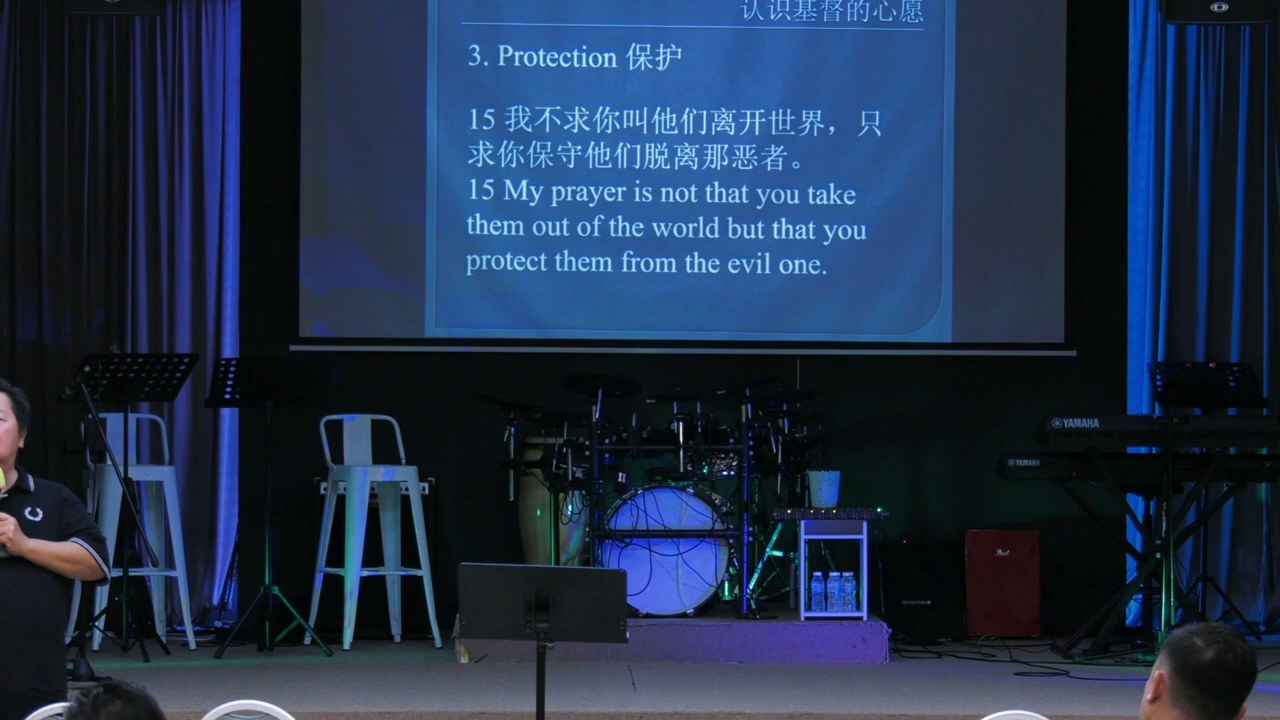 认识基督的心愿
3. Protection 保护
15 我不求你叫他们离开世界，只
求你保守他们脱离那恶者。
15 My prayer is not that you take
them out of the world but that you
protect them from the evil one.
YAMAHA
YAMAHA
Pearl